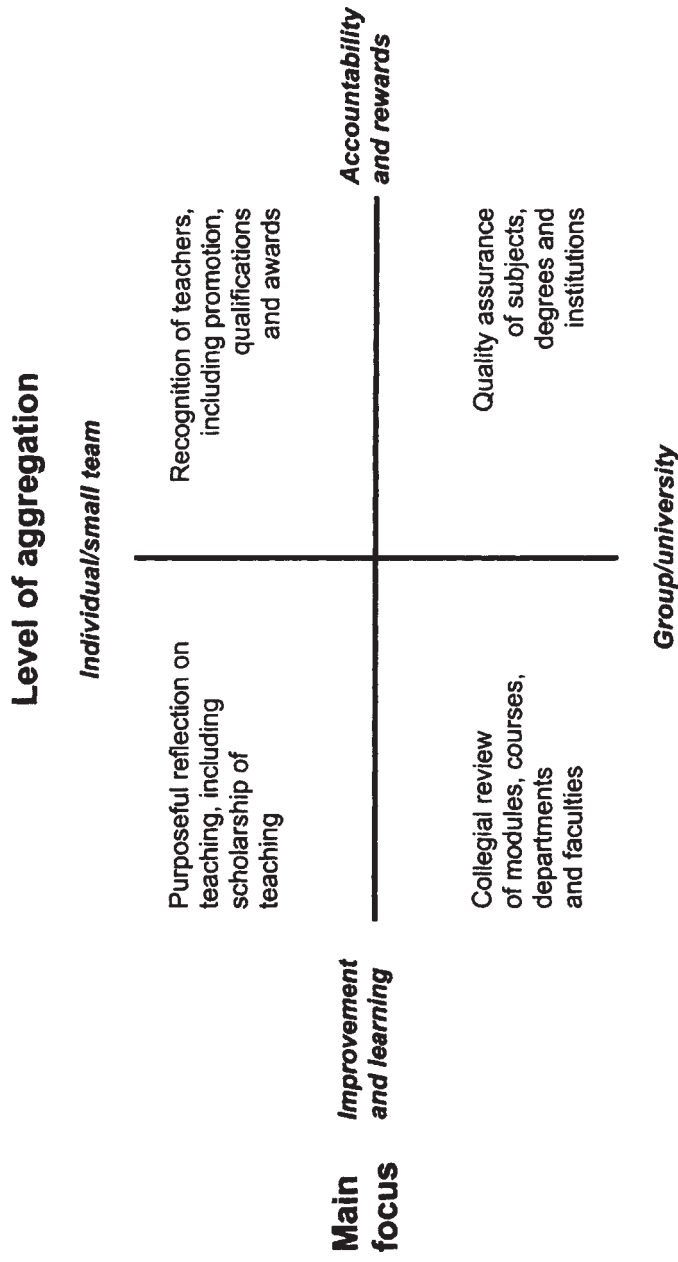 Level of aggregation
Individual/small team
Purposeful reflection on
teaching, including
scholarship of
teaching
Recognition of teachers,
including promotion,
qualifications
and awards
Main
focus
Improvement
and learning
Accountability
and rewards
Collegial review
of modules, courses,
departments
and faculties
Quality assurance
of subjects,
degrees and
institutions
Group/university